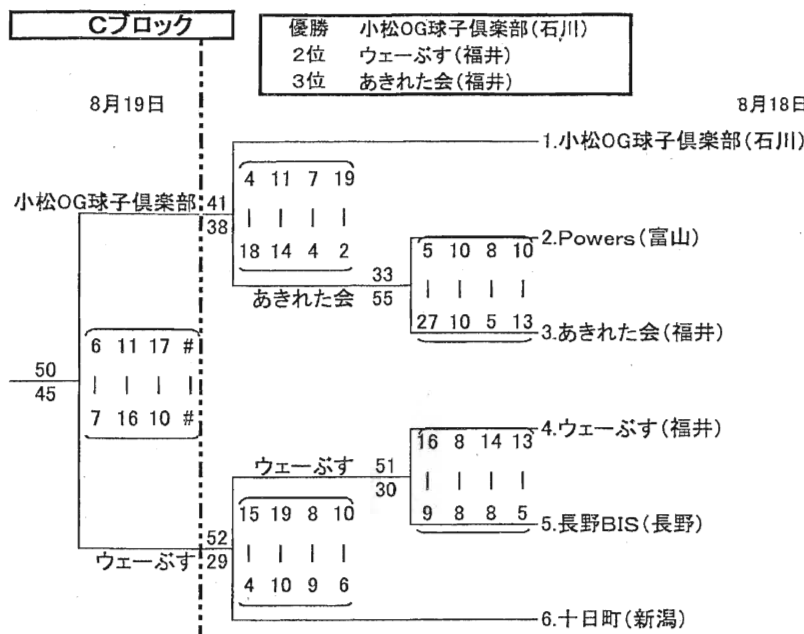 Cブロック
優勝 小松OG球子倶楽部(石川)
2位 ウェーぶす(福井)
3位 あきれた会(福井)
8月19日
8月18日
1.小松OG球子倶楽部(石川)
4 11 7 19
小松OG球子倶楽部 41
38
| | | |
18 14 4 2
2.Powers(富山)
5 10 8 10
33
あきれた会 55
| | | |
27 10 5 13
3.あきれた会(福井)
6 11 17 #
50
45
| | | |
7 16 10 #
4.ウェーぶす(福井)
16 8 14 13
ウェーぶす 51
30
| | | |
9 8 8 5
5.長野BIS(長野)
15 19 8 10
52
ウェーぶす 29
| | | |
4 10 9 6
6.十日町(新潟)